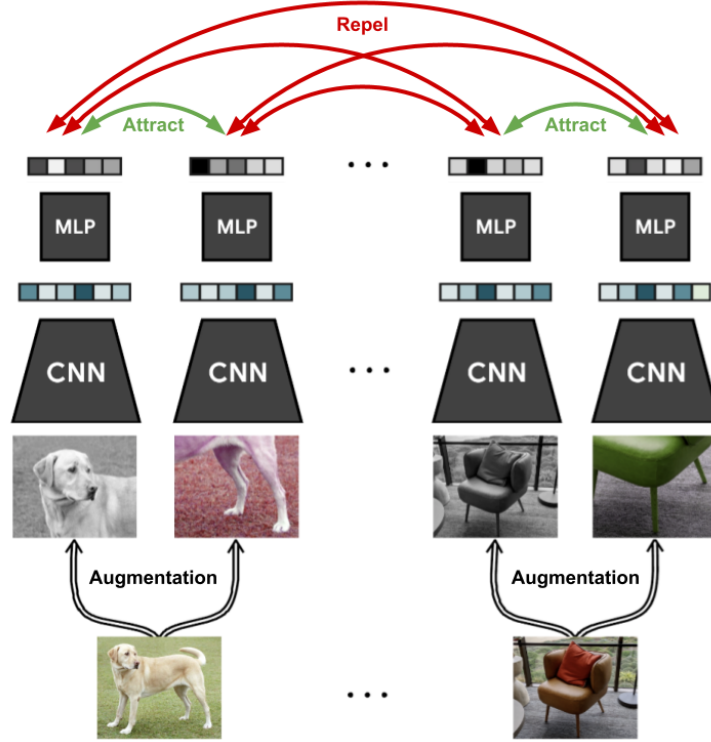 Repel
Attract
Attract
MLP
MLP
MLP
MLP
CNN
CNN
CNN
CNN
Augmentation
Augmentation